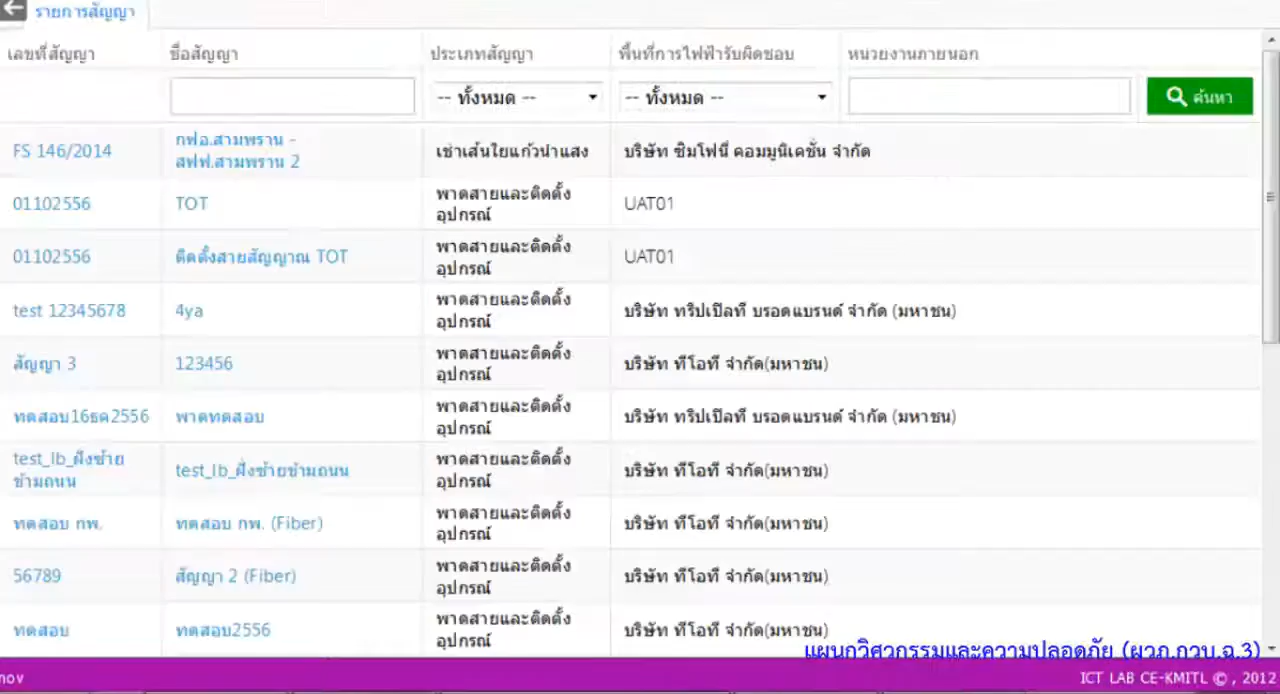 รายการสัญญา
เลขที่สัญญา ชื่อสัญญา ประเภทสัญญา พื้นที่การไฟฟ้ารับผิดชอบ หน่วยงานภายนอก
-- ทั้งหมด -- -- ทั้งหมด -- ค้นหา
FS 146/2014 กฟอ.สามพราน - สฟฟ.สามพราน 2 เช่าเส้นใยแก้วนำแสง บริษัท ซิมโฟนี่ คอมมูนิเคชั่น จำกัด
01102556 TOT พาดสายและติดตั้งอุปกรณ์ UAT01
01102556 ติดตั้งสายสัญญาณ TOT พาดสายและติดตั้งอุปกรณ์ UAT01
test 12345678 4ya พาดสายและติดตั้งอุปกรณ์ บริษัท ทริปเปิลที บรอดแบรนด์ จำกัด (มหาชน)
สัญญา 3 123456 พาดสายและติดตั้งอุปกรณ์ บริษัท ทีโอที จำกัด(มหาชน)
ทดสอบ16ธค2556 พาดทดสอบ พาดสายและติดตั้งอุปกรณ์ บริษัท ทริปเปิลที บรอดแบรนด์ จำกัด (มหาชน)
test_lb_ฝั่งซ้ายข้ามถนน test_lb_ฝั่งซ้ายข้ามถนน พาดสายและติดตั้งอุปกรณ์ บริษัท ทีโอที จำกัด(มหาชน)
ทดสอบ กพ. ทดสอบ กพ. (Fiber) พาดสายและติดตั้งอุปกรณ์ บริษัท ทีโอที จำกัด(มหาชน)
56789 สัญญา 2 (Fiber) พาดสายและติดตั้งอุปกรณ์ บริษัท ทีโอที จำกัด(มหาชน)
ทดสอบ ทดสอบ2556 พาดสายและติดตั้งอุปกรณ์ บริษัท ทีโอที จำกัด(มหาชน)
แผนกวิศวกรรมและความปลอดภัย (ผวภ.กวบ.ฉ.3)
nov ICT LAB CE-KMITL © , 2012